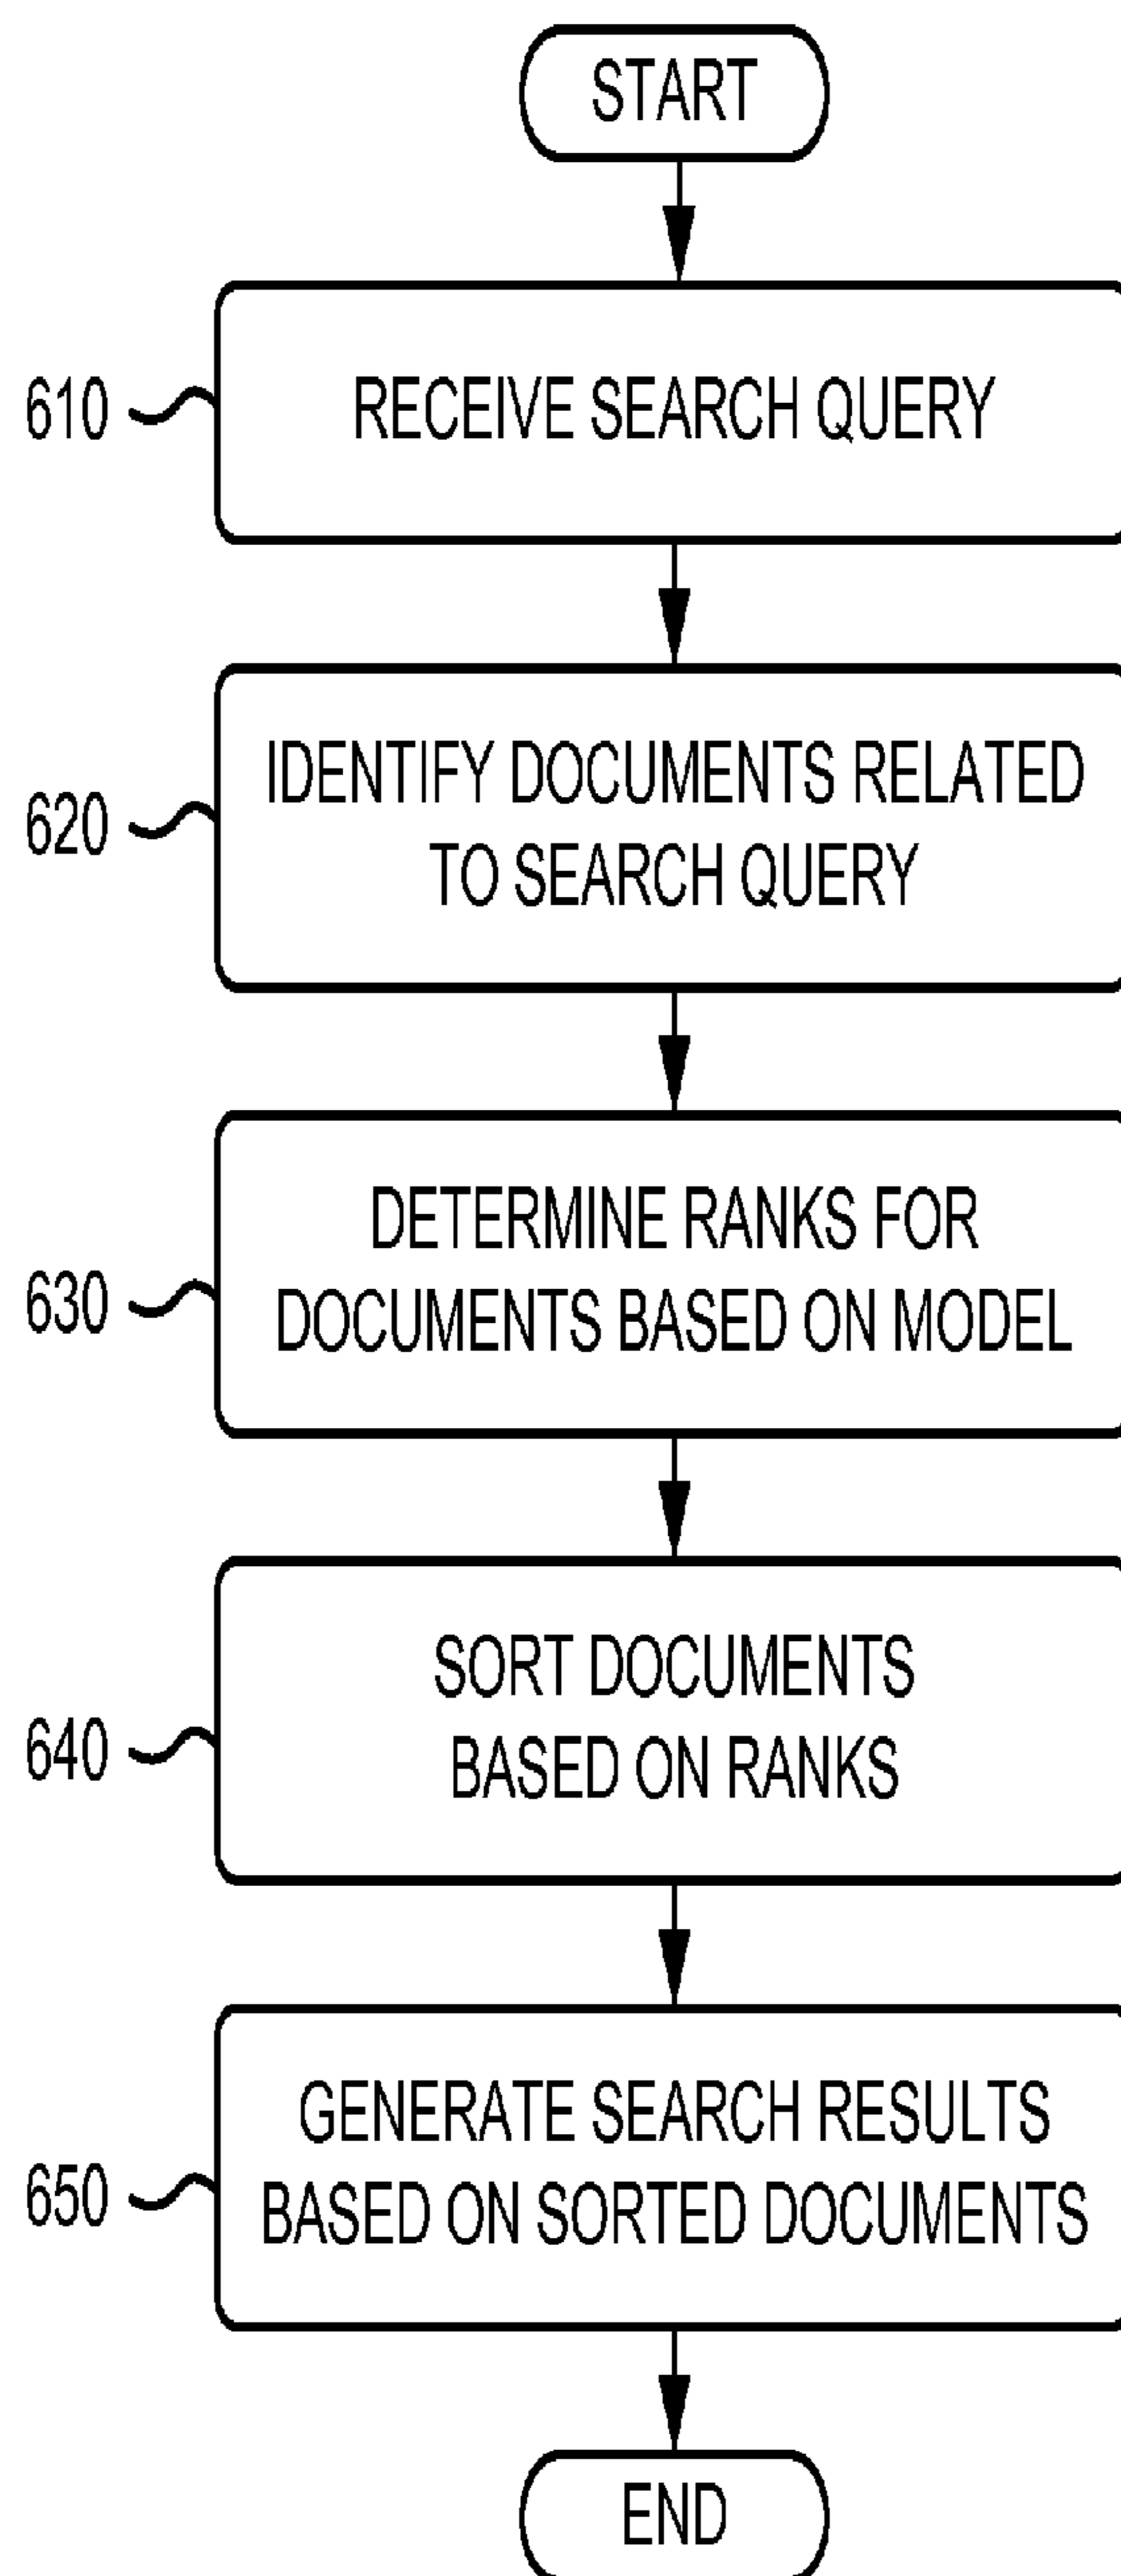 START
610
RECEIVE SEARCH QUERY
620
IDENTIFY DOCUMENTS RELATED
TO SEARCH QUERY
630
DETERMINE RANKS FOR
DOCUMENTS BASED ON MODEL
640
SORT DOCUMENTS
BASED ON RANKS
650
GENERATE SEARCH RESULTS
BASED ON SORTED DOCUMENTS
END